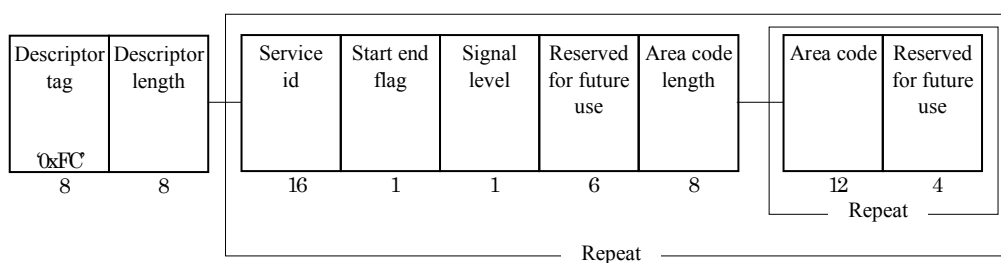 Descriptor tag
'0xFC'
8
Descriptor length
8
Service id
16
Start end flag
1
Signal level
1
Reserved for future use
6
Area code length
8
Area code
12
Reserved for future use
4
Repeat
Repeat